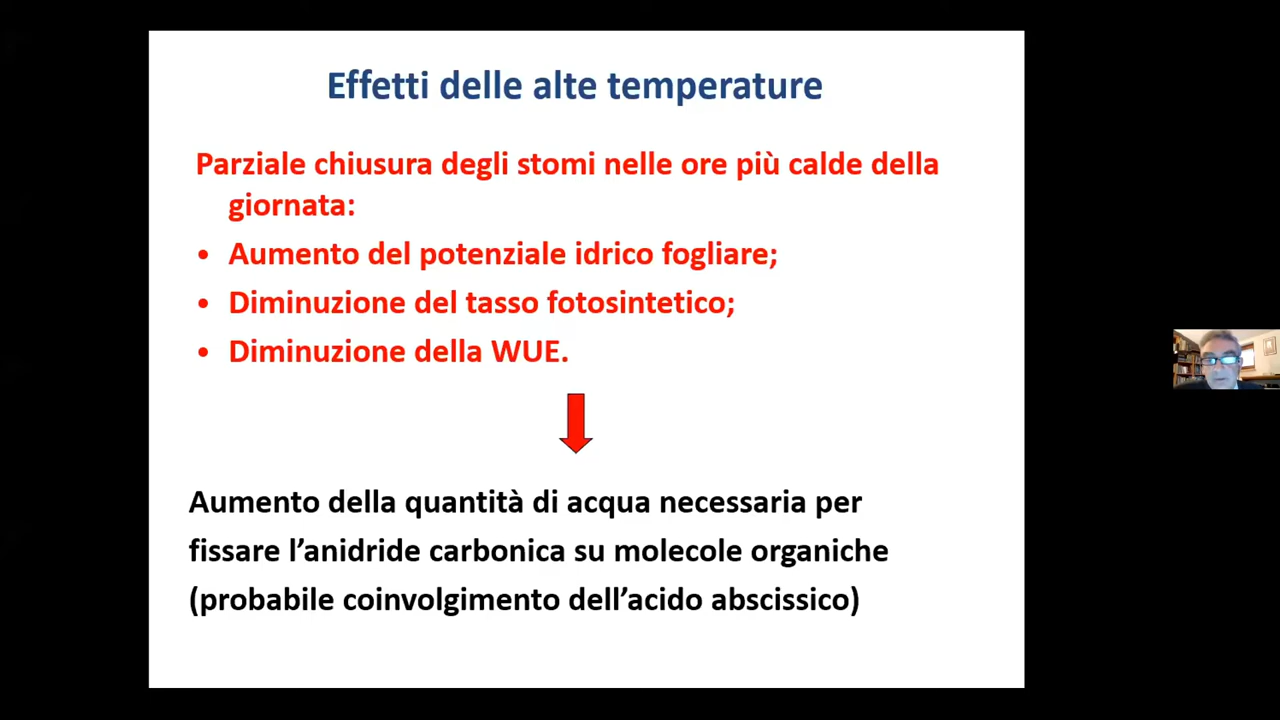 Effetti delle alte temperature
Parziale chiusura degli stomi nelle ore più calde della
giornata:
• Aumento del potenziale idrico fogliare;
• Diminuzione del tasso fotosintetico;
• Diminuzione della WUE.
Aumento della quantità di acqua necessaria per
fissare l’anidride carbonica su molecole organiche
(probabile coinvolgimento dell’acido abscissico)